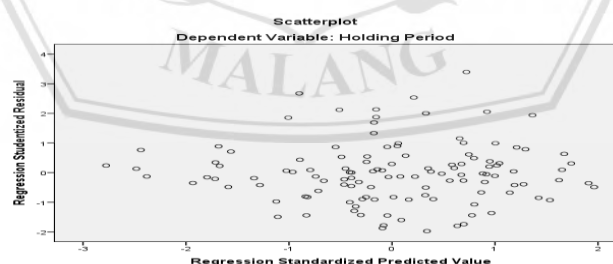 Scatterplot
Dependent Variable: Holding Period
MALANG
Regression Studentized Residual
4
3
2
1
0
-1
-2
-3
-2
-1
0
1
2
Regression Standardized Predicted Value